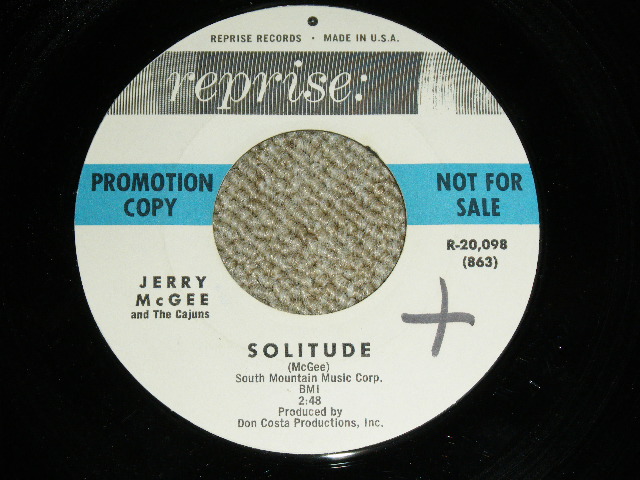 REPRISE RECORDS • MADE IN U.S.A.
reprise:
PROMOTION COPY
NOT FOR SALE
R-20,098
(863)
JERRY
McGEE
and The Cajuns
SOLITUDE
(McGee)
South Mountain Music Corp.
BMI
2:48
Produced by
Don Costa Productions, Inc.